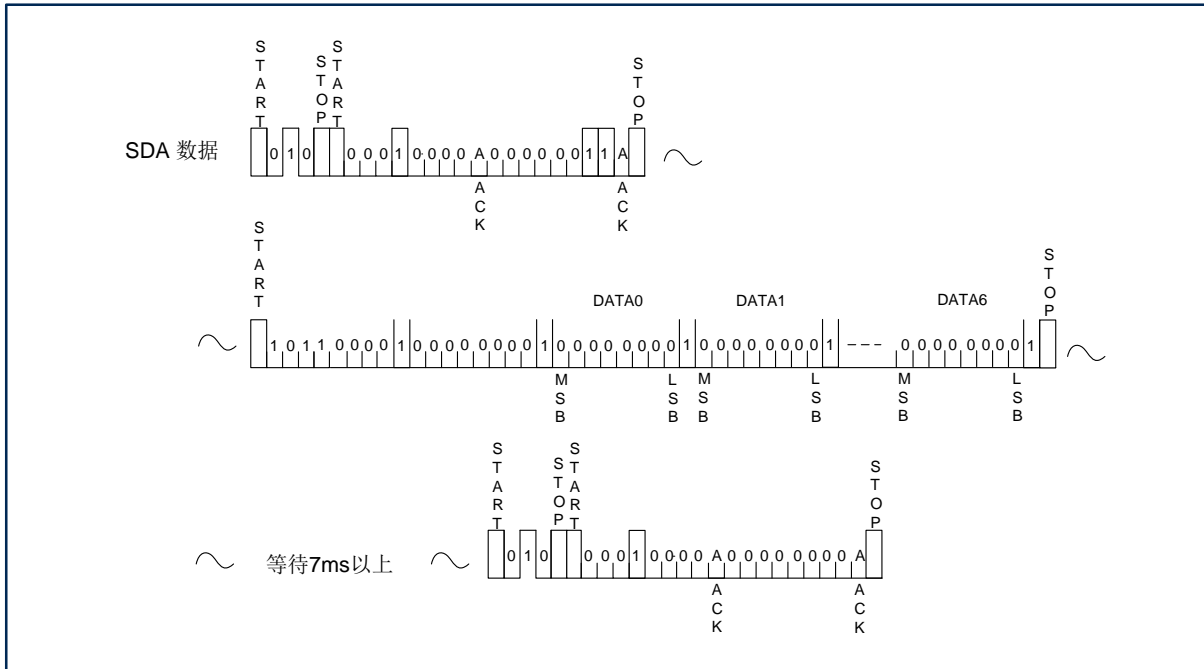 START STOP START STOP
SDA 数据 0 1 0 0 0 0 1 0 0 0 0 A 0 0 0 0 0 0 1 1 A
ACK ACK
START STOP
DATA0 DATA1 DATA6
1 0 1 1 0 0 0 0 1 0 0 0 0 0 0 0 0 1 0 0 0 0 0 0 0 0 1 0 0 0 0 0 0 0 0 1 --- 0 0 0 0 0 0 0 0 1
MSB LSB MSB LSB MSB LSB
START STOP START STOP
等待7ms以上 0 1 0 0 0 0 1 0 0 0 0 A 0 0 0 0 0 0 0 0 A
ACK ACK